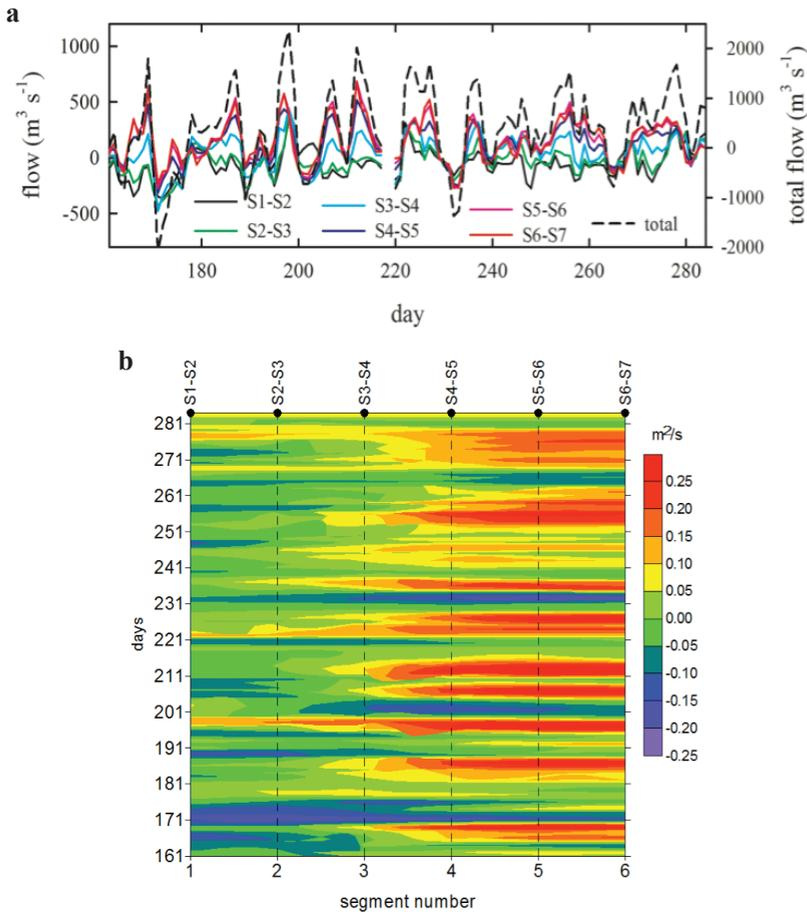 a
1000
500
0
-500
flow (m³ s⁻¹)
2000
1000
0
-1000
-2000
total flow (m³ s⁻¹)
S1-S2
S2-S3
S3-S4
S4-S5
S5-S6
S6-S7
total
180
200
220
240
260
280
day
b
S1-S2
S2-S3
S3-S4
S4-S5
S5-S6
S6-S7
281
271
261
251
241
231
221
211
201
191
181
171
161
days
1
2
3
4
5
6
segment number
m²/s
0.25
0.20
0.15
0.10
0.05
0.00
-0.05
-0.10
-0.15
-0.20
-0.25